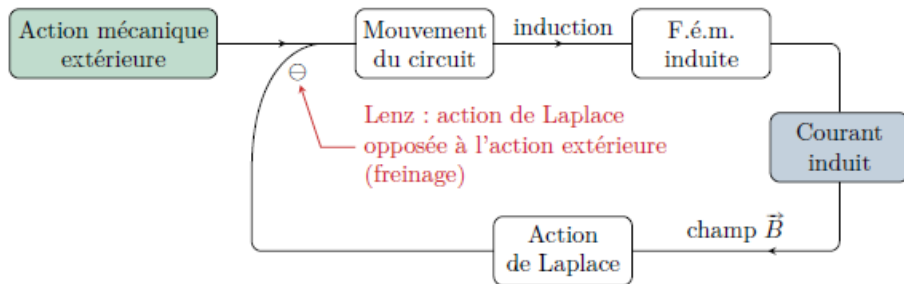 Action mécanique
extérieure
Mouvement
du circuit
induction
F.é.m.
induite
⊖
Lenz : action de Laplace
opposée à l'action extérieure
(freinage)
Courant
induit
champ $\vec{B}$
Action
de Laplace